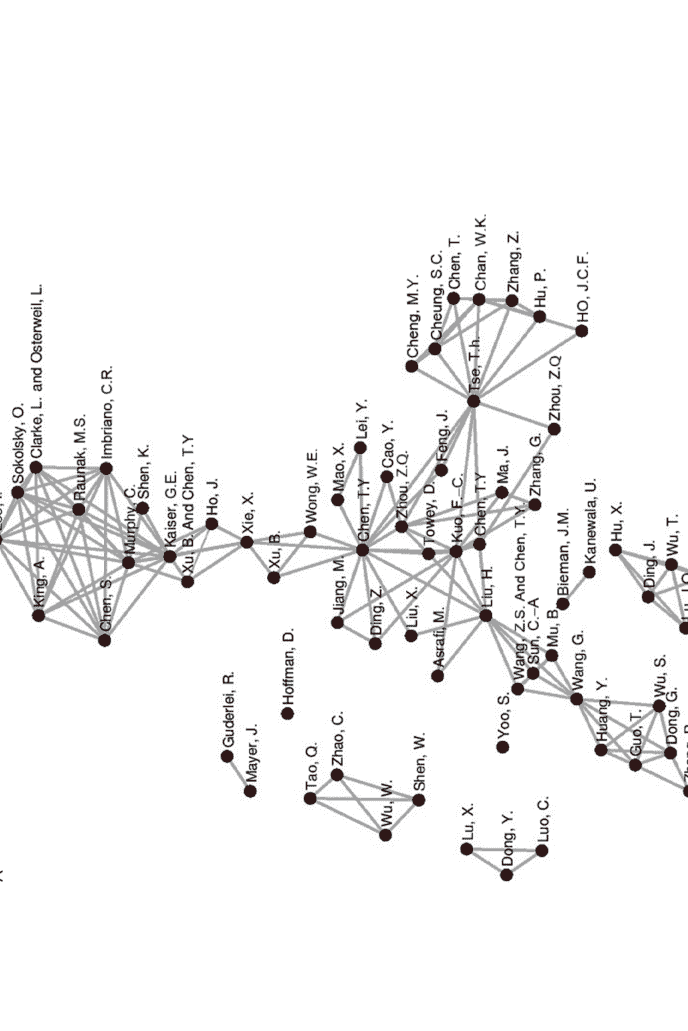 Sokolsky, O.
Clarke, L. and Osterweil, L.
King, A.
Raunak, M.S.
Imbriano, C.R.
Chen, S.
Murphy, C.
Shen, K.
Kaiser, G.E.
Xu, B. And Chen, T.Y
Ho, J.
Xie, X.
Xu, B.
Wong, W.E.
Guderlei, R.
Mayer, J.
Hoffman, D.
Tao, Q.
Zhao, C.
Wu, W.
Shen, W.
Jiang, M.
Mao, X.
Chen, T.Y
Lei, Y.
Ding, Z.
Cao, Y.
Zhou, Z.Q.
Liu, X.
Towey, D.
Feng, J.
Asrafi, M.
Kuo, F.-C.
Chen, T.Y
Ma, J.
Liu, H.
Zhang, G.
Zhou, Z.Q
Tse, T.h.
Cheng, M.Y.
Cheung, S.C.
Chen, T.
Chan, W.K.
Zhang, Z.
Hu, P.
HO, J.C.F.
Lu, X.
Dong, Y.
Luo, C.
Yoo, S.
Wang, Z.S. And Chen, T.Y.
Sun, C.-A
Mu, B.
Bieman, J.M.
Kanewala, U.
Wang, G.
Huang, Y.
Guo, T.
Wu, S.
Dong, G.
Hu, X.
Ding, J.
Wu, T.